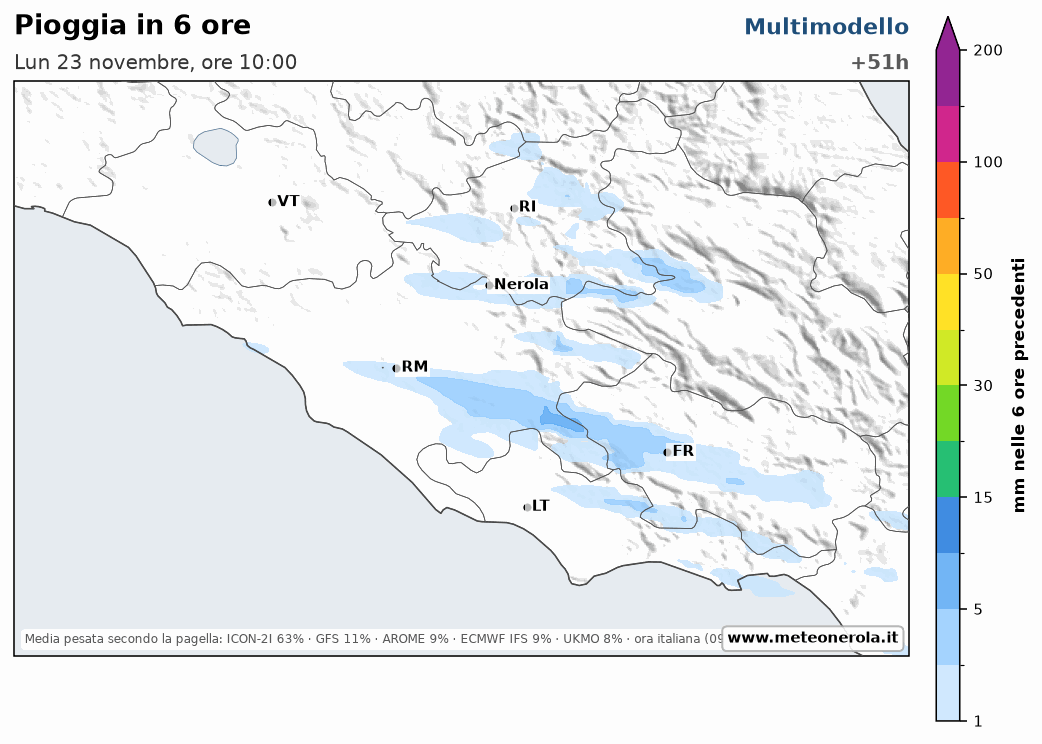 Pioggia in 6 ore
Multimodello
Lun 23 novembre, ore 10:00
+51h
VT
RI
Nerola
RM
FR
LT
Media pesata secondo la pagella: ICON-2I 63% · GFS 11% · AROME 9% · ECMWF IFS 9% · UKMO 8% · ora italiana (09
www.meteonerola.it
200
100
50
30
15
5
1
mm nelle 6 ore precedenti